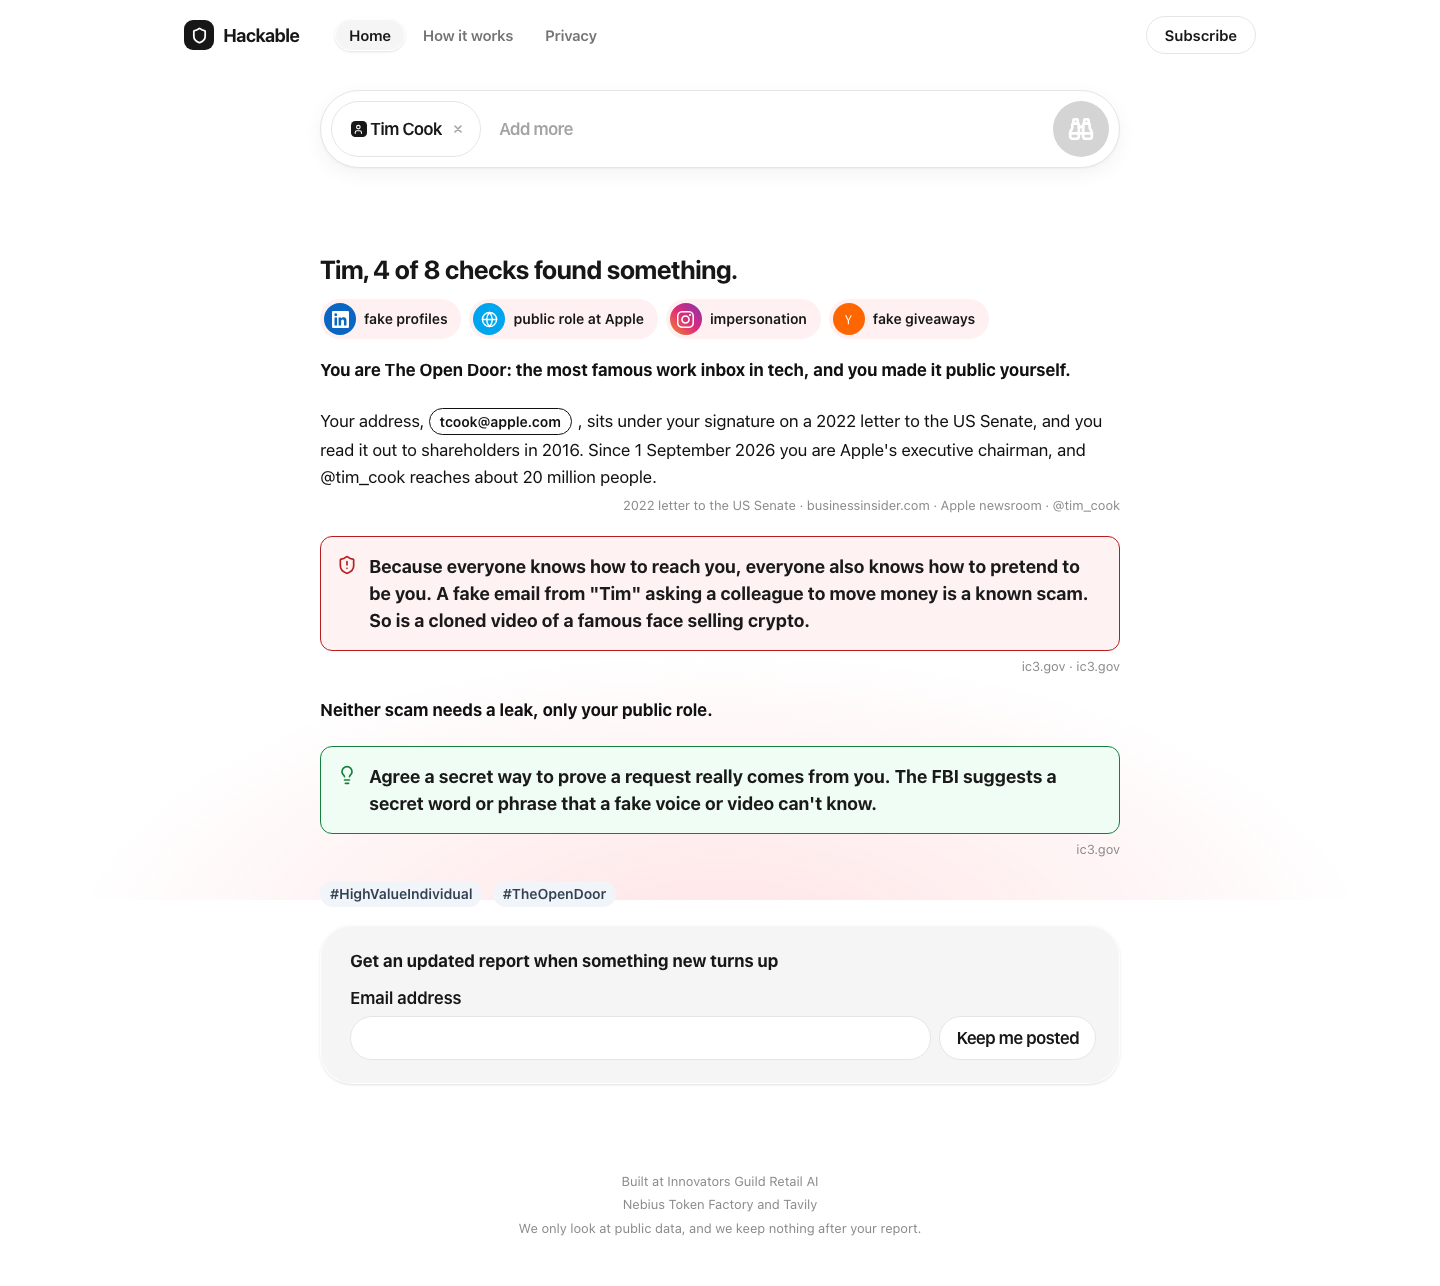 Hackable
Home
How it works
Privacy
Subscribe
Tim Cook
Add more
Tim, 4 of 8 checks found something.
fake profiles
public role at Apple
impersonation
Y
fake giveaways
You are The Open Door: the most famous work inbox in tech, and you made it public yourself.
Your address, tcook@apple.com , sits under your signature on a 2022 letter to the US Senate, and you
read it out to shareholders in 2016. Since 1 September 2026 you are Apple's executive chairman, and
@tim_cook reaches about 20 million people.
2022 letter to the US Senate · businessinsider.com · Apple newsroom · @tim_cook
Because everyone knows how to reach you, everyone also knows how to pretend to
be you. A fake email from "Tim" asking a colleague to move money is a known scam.
So is a cloned video of a famous face selling crypto.
ic3.gov · ic3.gov
Neither scam needs a leak, only your public role.
Agree a secret way to prove a request really comes from you. The FBI suggests a
secret word or phrase that a fake voice or video can't know.
ic3.gov
#HighValueIndividual
#TheOpenDoor
Get an updated report when something new turns up
Email address
Keep me posted
Built at Innovators Guild Retail AI
Nebius Token Factory and Tavily
We only look at public data, and we keep nothing after your report.